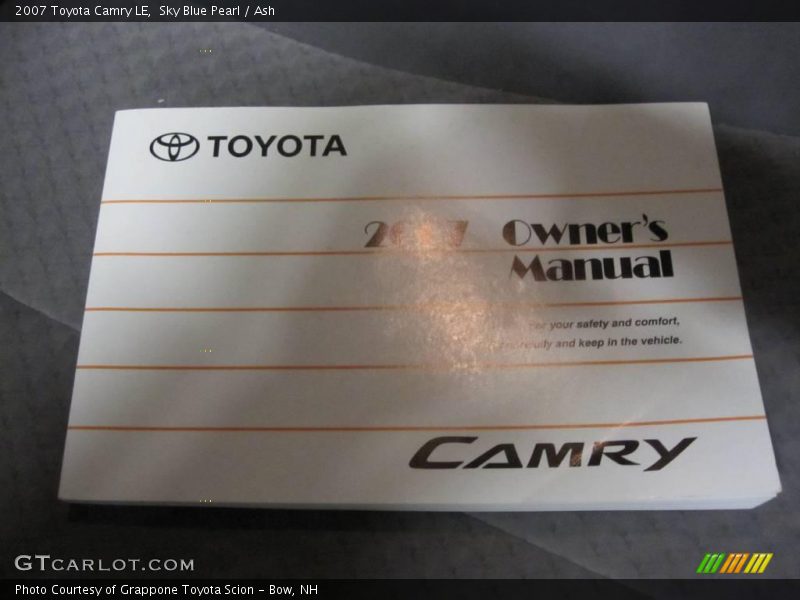 2007 Toyota Camry LE,  Sky Blue Pearl / Ash
TOYOTA
2007 Owner's
Manual
your safety and comfort,
and keep in the vehicle.
CAMRY
GTCARLOT.COM
Photo Courtesy of Grappone Toyota Scion - Bow, NH